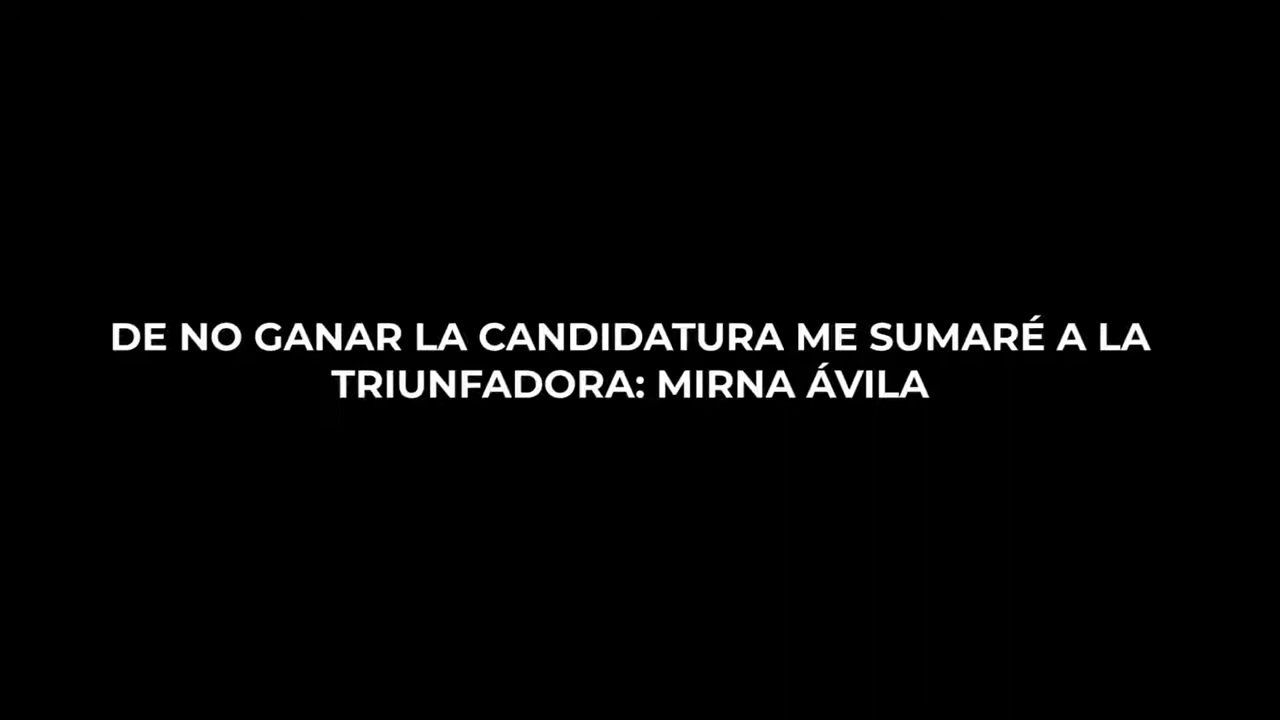 DE NO GANAR LA CANDIDATURA ME SUMARÉ A LA
TRIUNFADORA: MIRNA ÁVILA